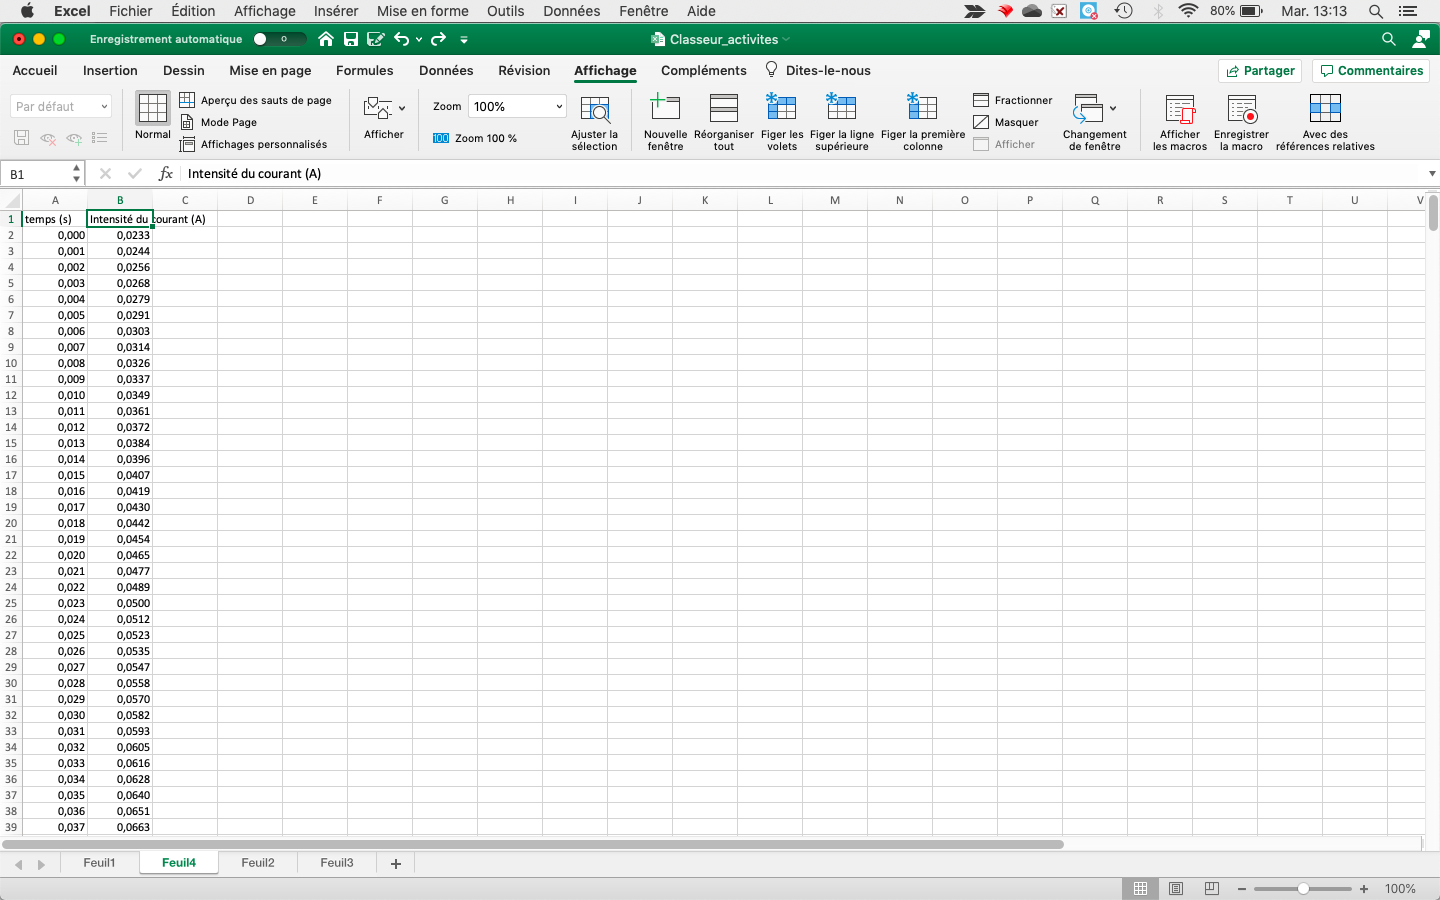 Excel Fichier Édition Affichage Insérer Mise en forme Outils Données Fenêtre Aide 80% Mar. 13:13
Enregistrement automatique Classeur_activites
Accueil Insertion Dessin Mise en page Formules Données Révision Affichage Compléments Dites-le-nous Partager Commentaires
Par défaut
Normal
Aperçu des sauts de page
Mode Page
Affichages personnalisés
Afficher
Zoom 100%
100 Zoom 100 %
Ajuster la
sélection
Nouvelle
fenêtre
Réorganiser
tout
Figer les
volets
Figer la ligne
supérieure
Figer la première
colonne
Fractionner
Masquer
Afficher
Changement
de fenêtre
Afficher
les macros
Enregistrer
la macro
Avec des
références relatives
B1 fx Intensité du courant (A)
A B C D E F G H I J K L M N O P Q R S T U V
1 temps (s) Intensité du courant (A)
2 0,000 0,0233
3 0,001 0,0244
4 0,002 0,0256
5 0,003 0,0268
6 0,004 0,0279
7 0,005 0,0291
8 0,006 0,0303
9 0,007 0,0314
10 0,008 0,0326
11 0,009 0,0337
12 0,010 0,0349
13 0,011 0,0361
14 0,012 0,0372
15 0,013 0,0384
16 0,014 0,0396
17 0,015 0,0407
18 0,016 0,0419
19 0,017 0,0430
20 0,018 0,0442
21 0,019 0,0454
22 0,020 0,0465
23 0,021 0,0477
24 0,022 0,0489
25 0,023 0,0500
26 0,024 0,0512
27 0,025 0,0523
28 0,026 0,0535
29 0,027 0,0547
30 0,028 0,0558
31 0,029 0,0570
32 0,030 0,0582
33 0,031 0,0593
34 0,032 0,0605
35 0,033 0,0616
36 0,034 0,0628
37 0,035 0,0640
38 0,036 0,0651
39 0,037 0,0663
Feuil1 Feuil4 Feuil2 Feuil3 +
100%